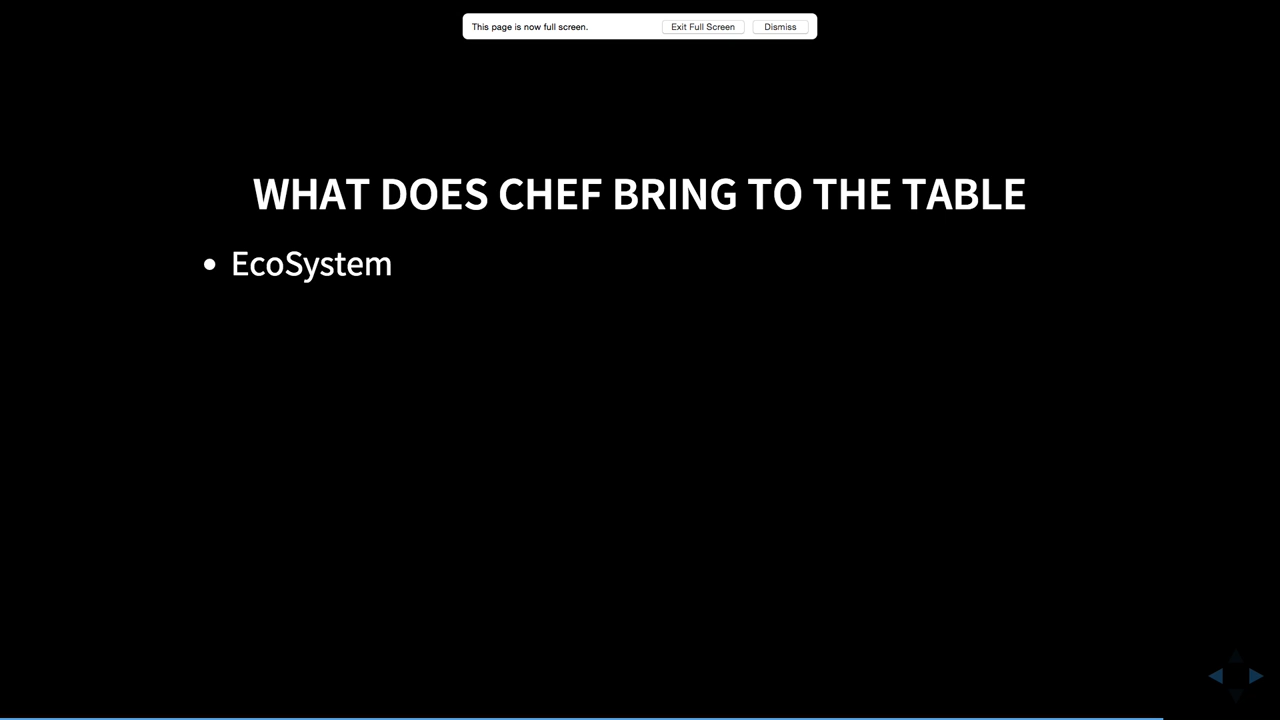 This page is now full screen. Exit Full Screen Dismiss
WHAT DOES CHEF BRING TO THE TABLE
• EcoSystem